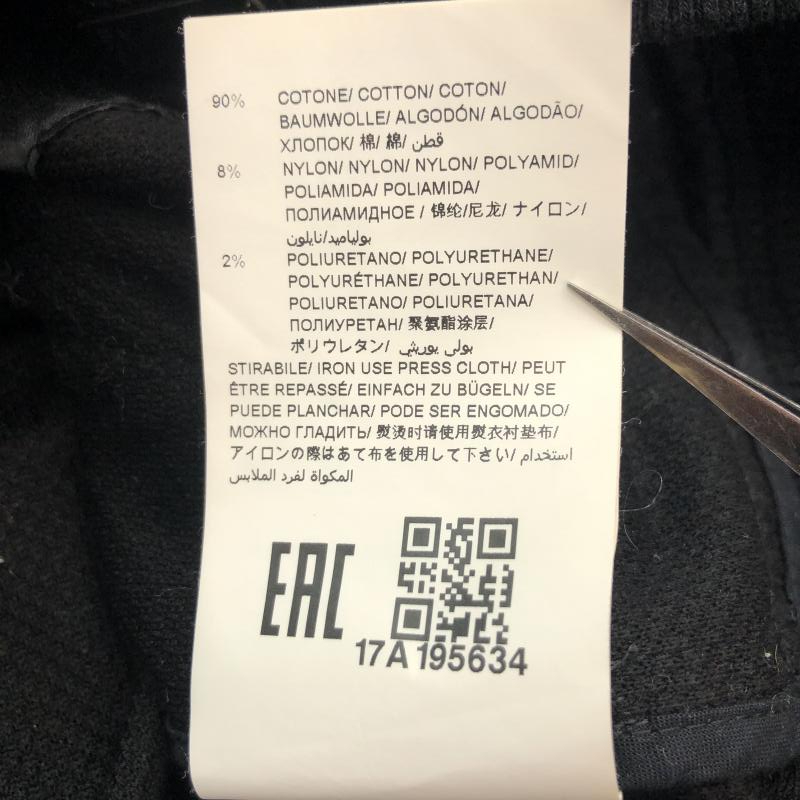 90% COTONE/ COTTON/ COTON/
BAUMWOLLE/ ALGODÓN/ ALGODÃO/
ХЛОПОК/ 棉/ 綿/ قطن
8% NYLON/ NYLON/ NYLON/ POLYAMID/
POLIAMIDA/ POLIAMIDA/
ПОЛИАМИДНОЕ / 锦纶/尼龙/ ナイロン/
بولياميد/نايلون
2% POLIURETANO/ POLYURETHANE/
POLYURÉTHANE/ POLYURETHAN/
POLIURETANO/ POLIURETANA/
ПОЛИУРЕТАН/ 聚氨酯涂层/
ポリウレタン/ بولي يوريثي
STIRABILE/ IRON USE PRESS CLOTH/ PEUT
ÊTRE REPASSÉ/ EINFACH ZU BÜGELN/ SE
PUEDE PLANCHAR/ PODE SER ENGOMADO/
МОЖНО ГЛАДИТЬ/ 熨烫时请使用熨衣衬垫布/
アイロンの際はあて布を使用して下さい/ استخدام
المكواة لفرد الملابس
EAC
17A195634